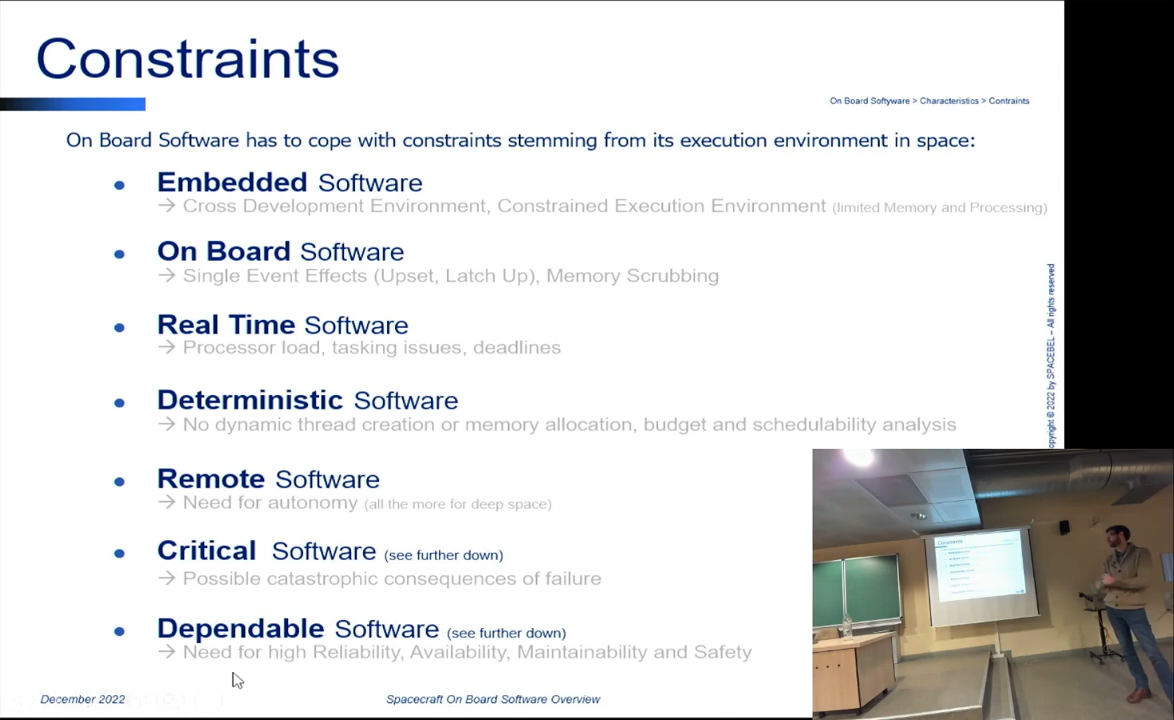 Constraints
On Board Softyware > Characteristics > Contraints
On Board Software has to cope with constraints stemming from its execution environment in space:
• Embedded Software
→ Cross Development Environment, Constrained Execution Environment (limited Memory and Processing)
• On Board Software
→ Single Event Effects (Upset, Latch Up), Memory Scrubbing
• Real Time Software
→ Processor load, tasking issues, deadlines
• Deterministic Software
→ No dynamic thread creation or memory allocation, budget and schedulability analysis
• Remote Software
→ Need for autonomy (all the more for deep space)
• Critical Software (see further down)
→ Possible catastrophic consequences of failure
• Dependable Software (see further down)
→ Need for high Reliability, Availability, Maintainability and Safety
opyright © 2022 by SPACEBEL – All rights reserved
December 2022
Spacecraft On Board Software Overview
Constraints